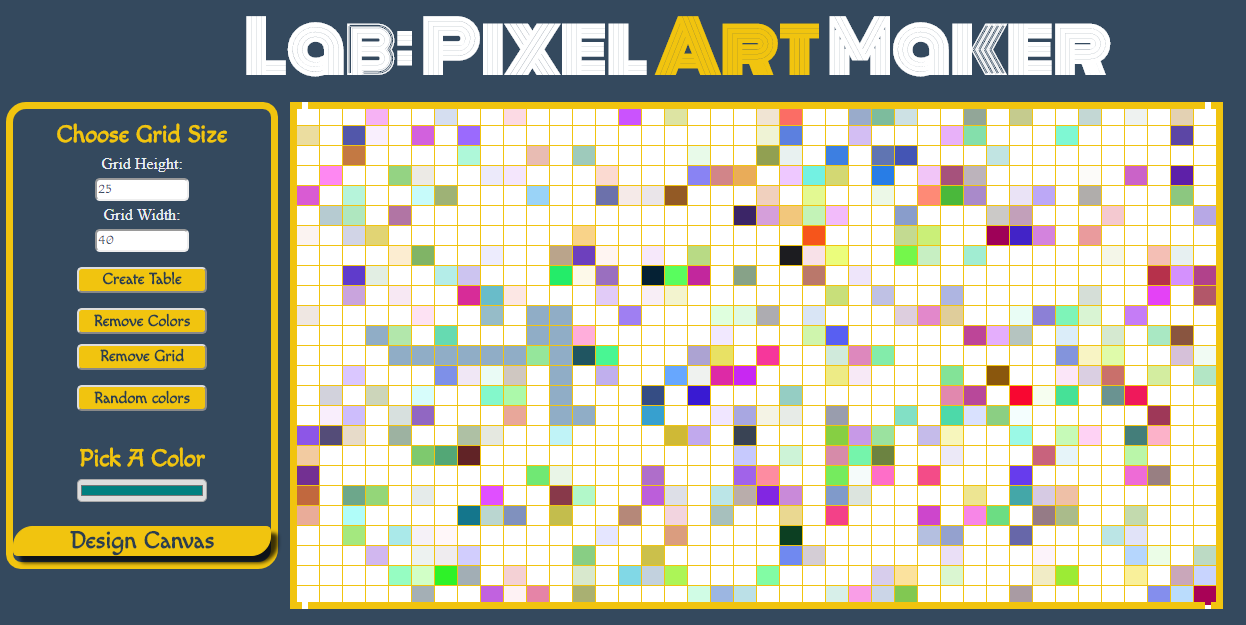 Lab: Pixel Art Maker
Choose Grid Size
Grid Height:
25
Grid Width:
40
Create Table
Remove Colors
Remove Grid
Random colors
Pick A Color
Design Canvas